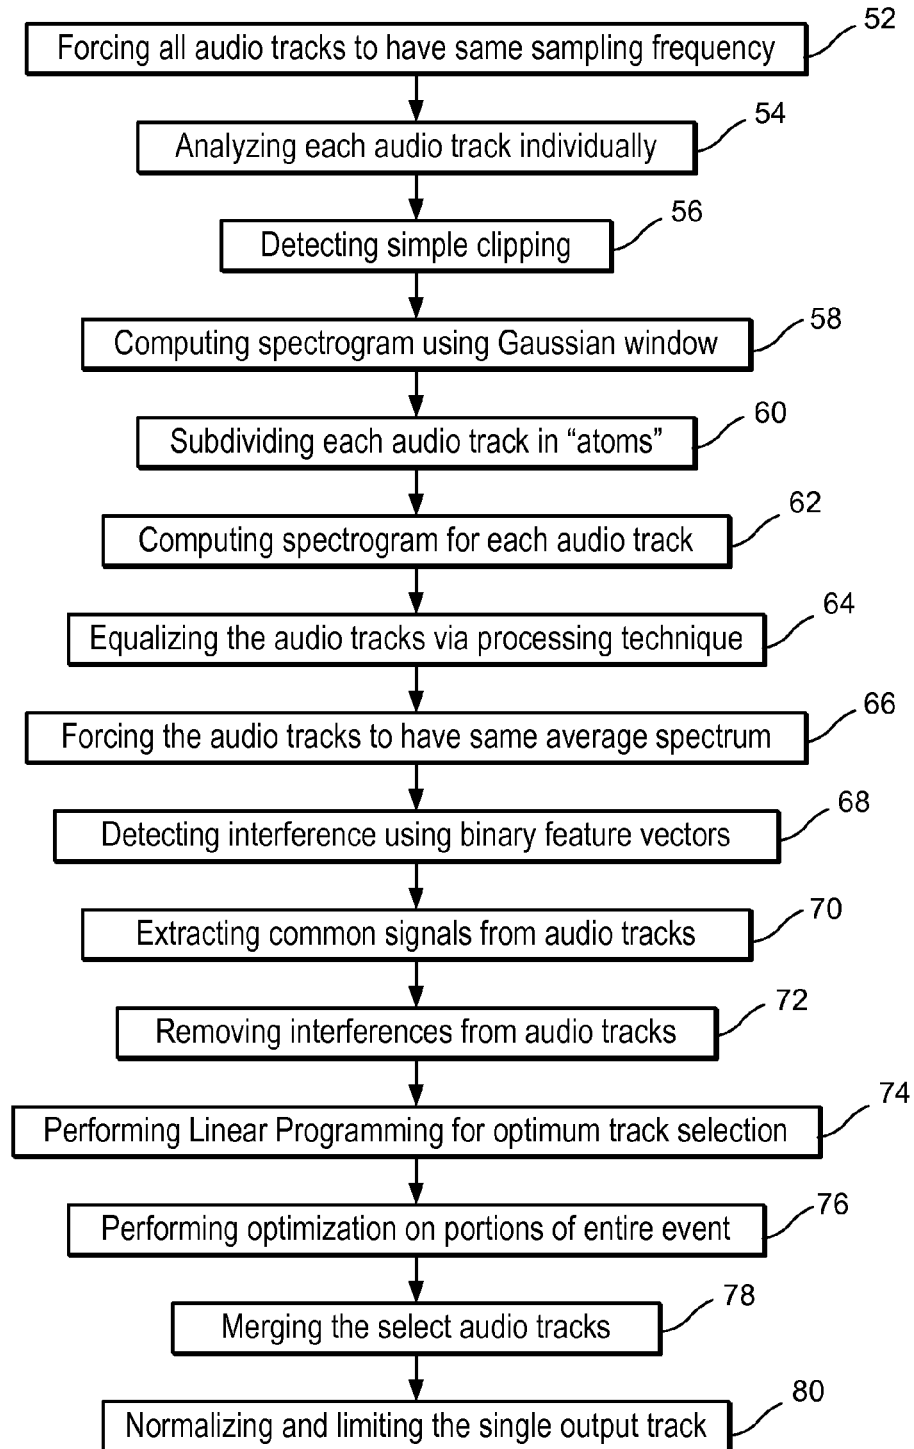 52
Forcing all audio tracks to have same sampling frequency
54
Analyzing each audio track individually
56
Detecting simple clipping
58
Computing spectrogram using Gaussian window
60
Subdividing each audio track in “atoms”
62
Computing spectrogram for each audio track
64
Equalizing the audio tracks via processing technique
66
Forcing the audio tracks to have same average spectrum
68
Detecting interference using binary feature vectors
70
Extracting common signals from audio tracks
72
Removing interferences from audio tracks
74
Performing Linear Programming for optimum track selection
76
Performing optimization on portions of entire event
78
Merging the select audio tracks
80
Normalizing and limiting the single output track